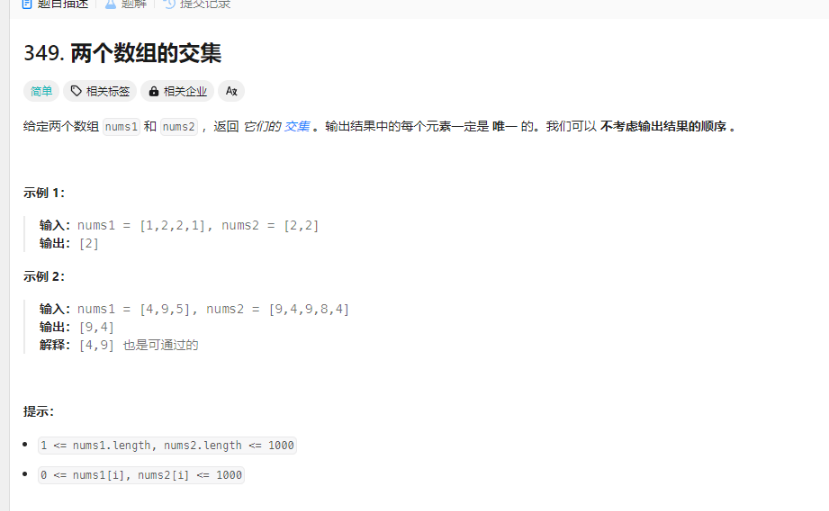 题目描述 题解 提交记录
349. 两个数组的交集
简单 相关标签 相关企业 Aあ
给定两个数组 nums1 和 nums2 ，返回 它们的 交集 。输出结果中的每个元素一定是 唯一 的。我们可以 不考虑输出结果的顺序 。
示例 1：
输入：nums1 = [1,2,2,1], nums2 = [2,2]
输出：[2]
示例 2：
输入：nums1 = [4,9,5], nums2 = [9,4,9,8,4]
输出：[9,4]
解释：[4,9] 也是可通过的
提示：
1 <= nums1.length, nums2.length <= 1000
0 <= nums1[i], nums2[i] <= 1000